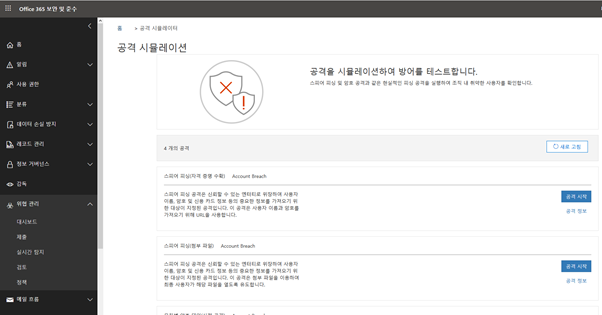 Office 365 보안 및 준수
홈 > 공격 시뮬레이터
홈
공격 시뮬레이션
알림
공격을 시뮬레이션하여 방어를 테스트합니다.
사용 권한
스피어 피싱 및 암호 공격과 같은 현실적인 피싱 공격을 실행하여 조직 내 취약한 사용자를 확인합니다.
분류
데이터 손실 방지
레코드 관리
4 개의 공격
새로 고침
정보 거버넌스
감독
스피어 피싱(자격 증명 수확) Account Breach
위협 관리
스피어 피싱 공격은 신뢰할 수 있는 엔터티로 위장하여 사용자
이름, 암호 및 신용 카드 정보 등의 중요한 정보를 가져오기 위
한 대상이 지정된 공격입니다. 이 공격은 사용자 이름과 암호를
가져오기 위해 URL을 사용합니다.
공격 시작
공격 정보
대시보드
제출
실시간 탐지
스피어 피싱(첨부 파일) Account Breach
검토
스피어 피싱 공격은 신뢰할 수 있는 엔터티로 위장하여 사용자
이름, 암호 및 신용 카드 정보 등의 중요한 정보를 가져오기 위
한 대상이 지정된 공격입니다. 이 공격은 첨부 파일을 이용하여
최종 사용자가 해당 파일을 열도록 유도합니다.
공격 시작
공격 정보
정책
메일 흐름
Account Breach